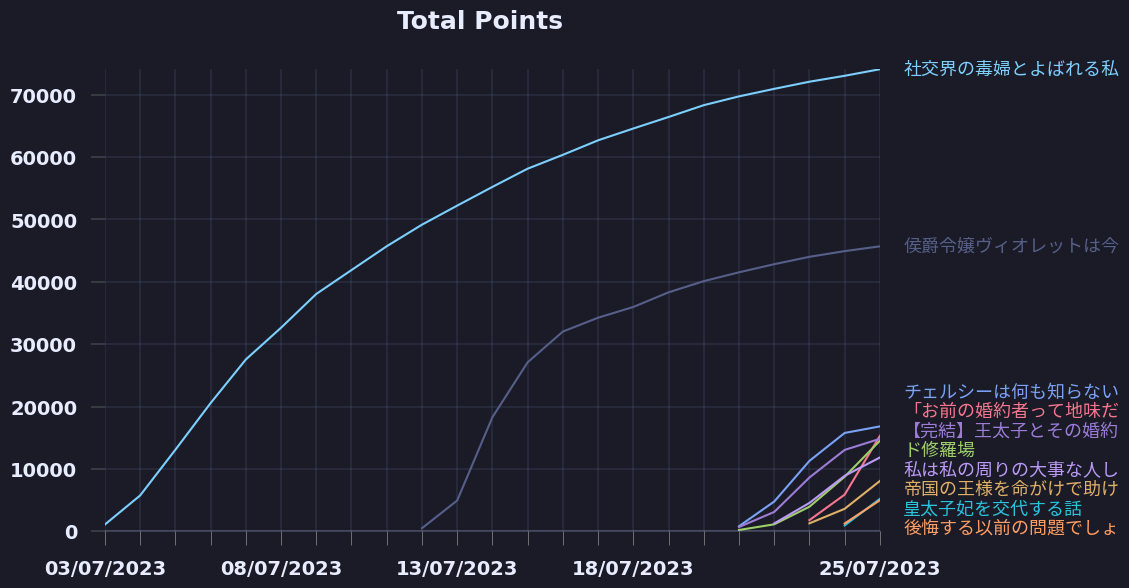 Total Points
社交界の毒婦とよばれる私
70000
60000
50000
侯爵令嬢ヴィオレットは今
40000
30000
チェルシーは何も知らない
20000
「お前の婚約者って地味だ
【完結】王太子とその婚約
ド修羅場
10000
私は私の周りの大事な人し
帝国の王様を命がけで助け
皇太子妃を交代する話
後悔する以前の問題でしょ
0
03/07/2023
08/07/2023
13/07/2023
18/07/2023
25/07/2023